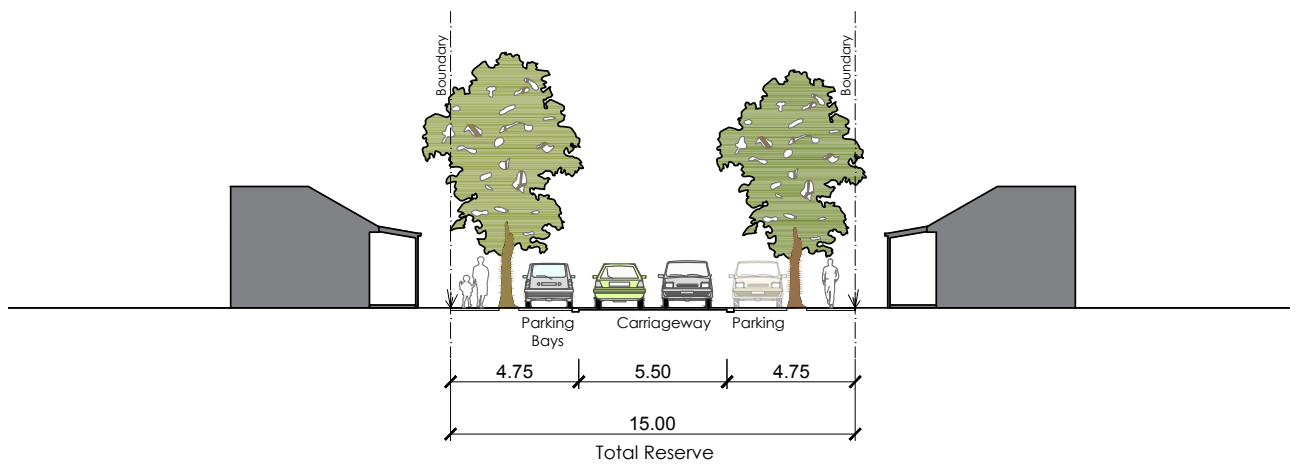 Boundary
Boundary
Parking
Bays
Carriageway
Parking
4.75
5.50
4.75
15.00
Total Reserve